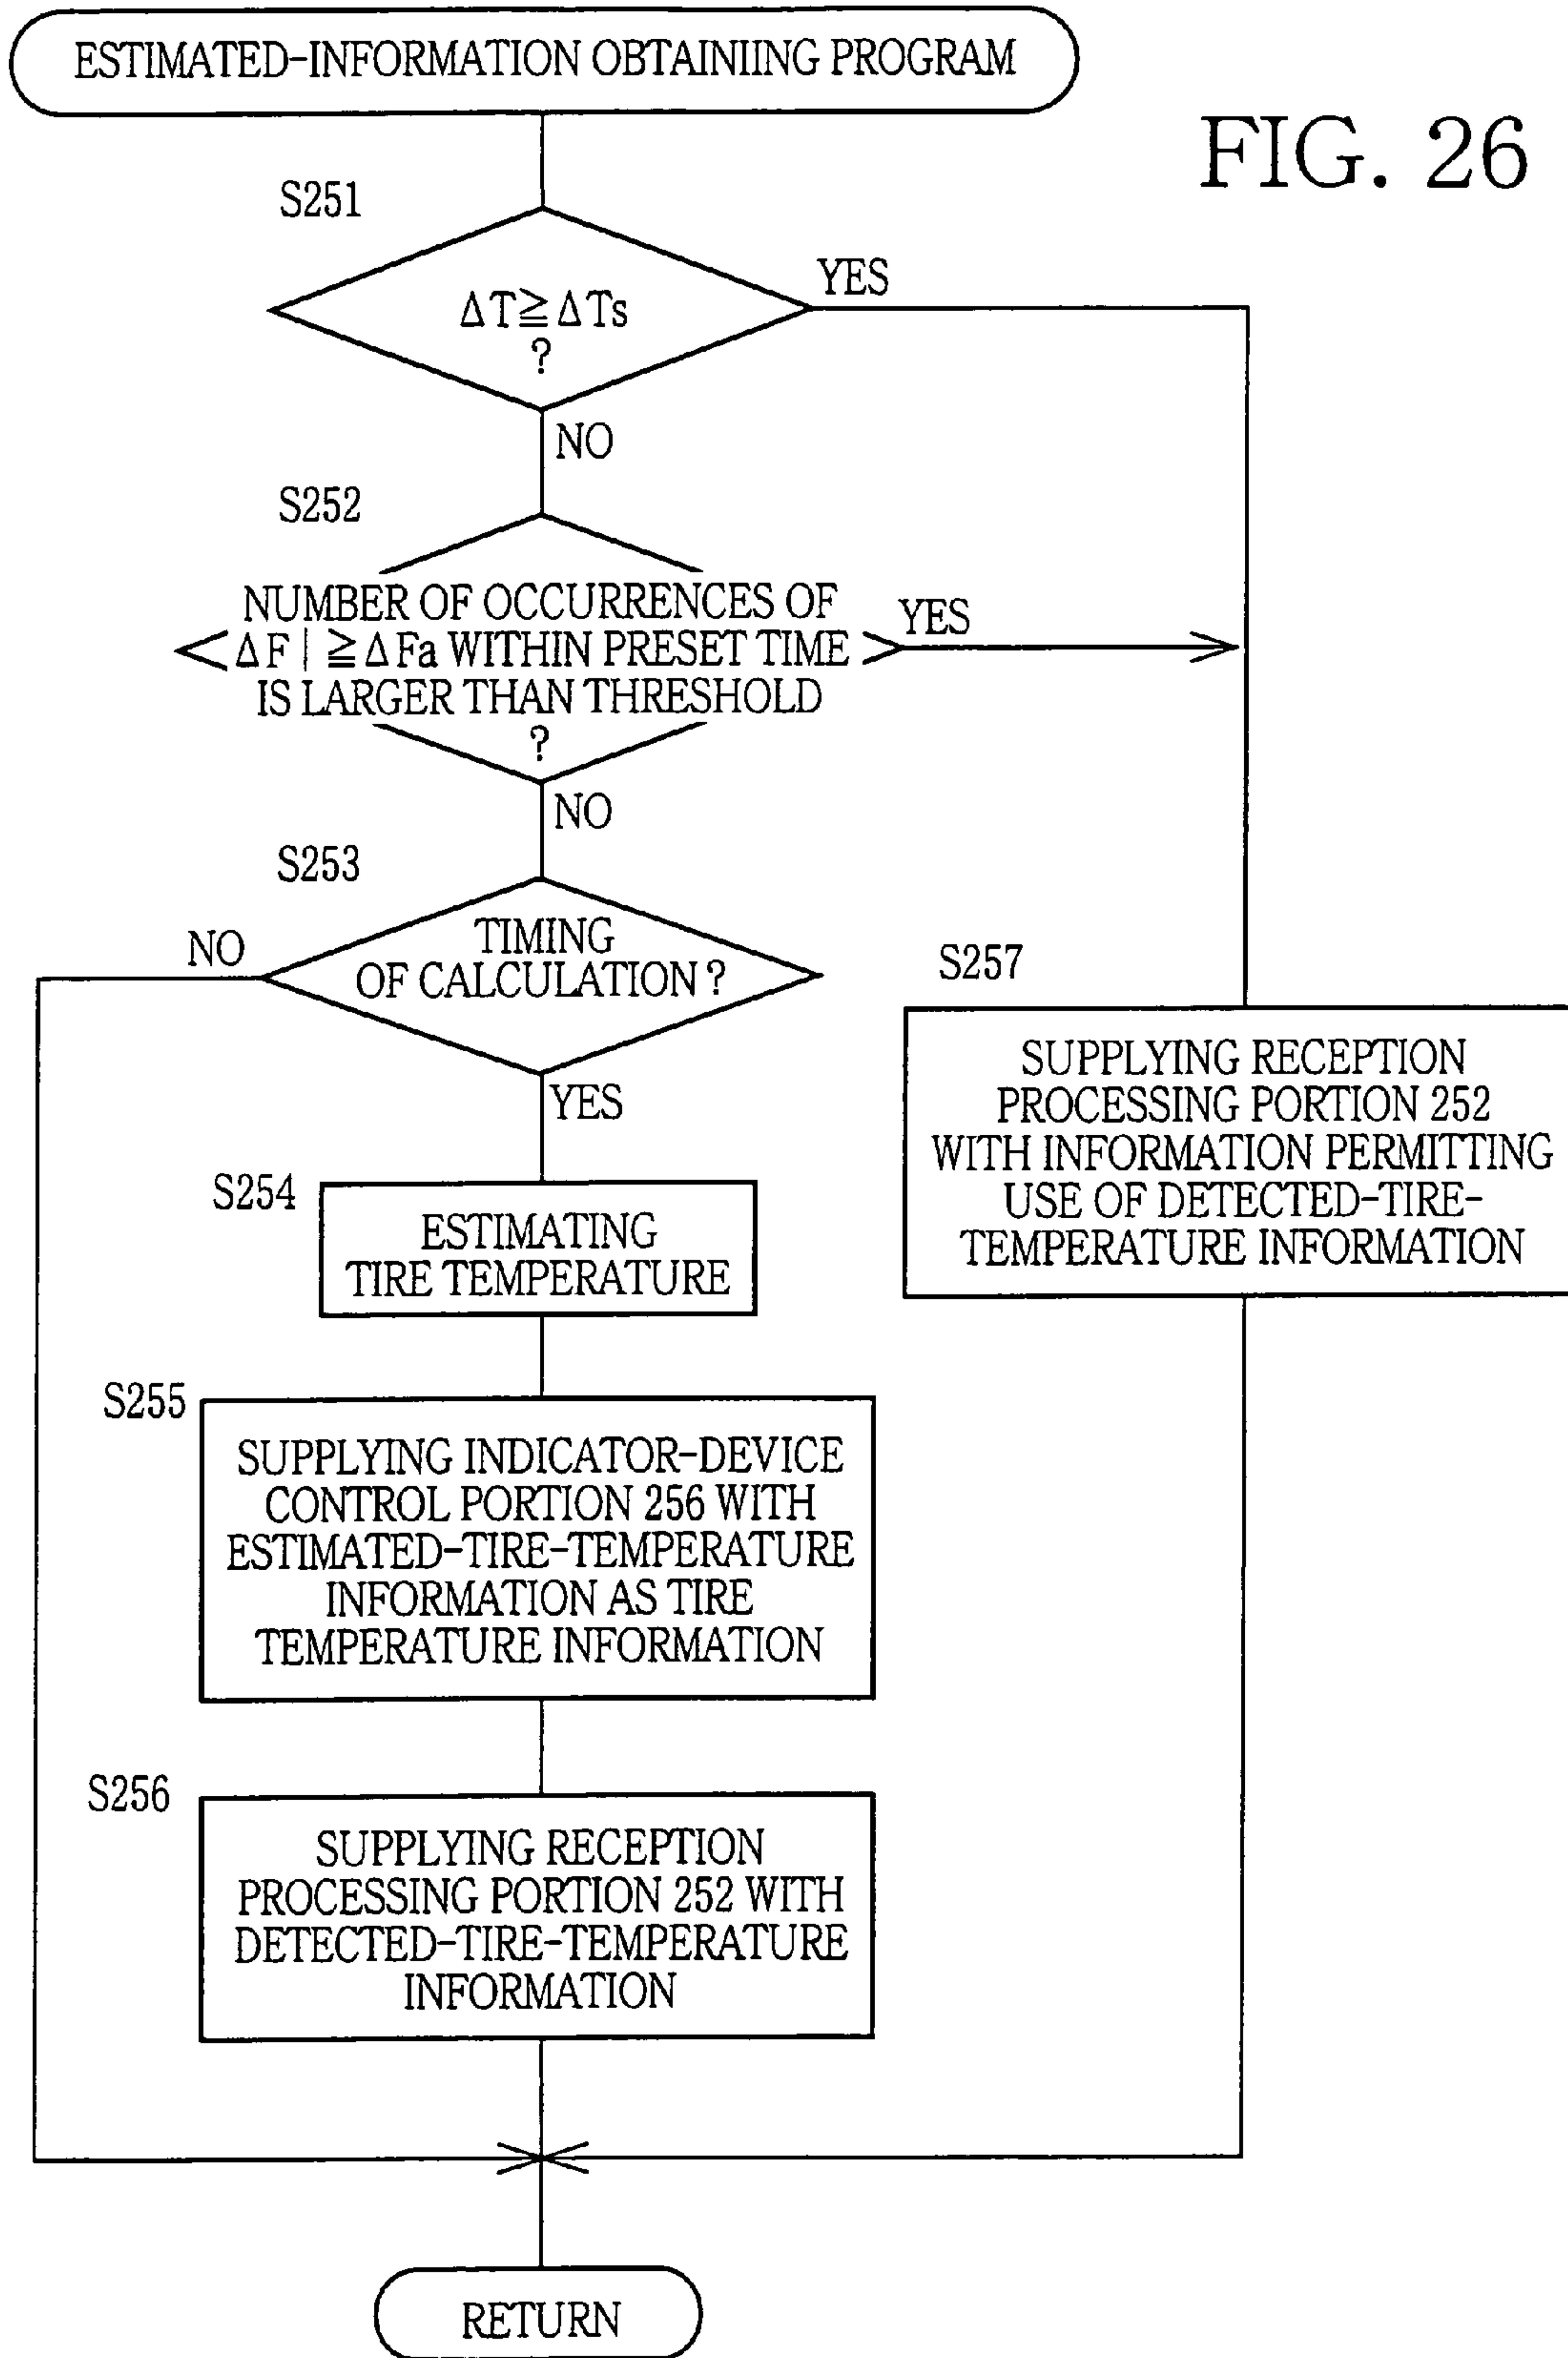 ESTIMATED-INFORMATION OBTAINIING PROGRAM
FIG. 26
S251
ΔT≧ΔTs
?
YES
NO
S252
NUMBER OF OCCURRENCES OF
ΔF| ≧ΔFa WITHIN PRESET TIME
IS LARGER THAN THRESHOLD
?
YES
NO
S253
TIMING
OF CALCULATION?
NO
YES
S257
SUPPLYING RECEPTION
PROCESSING PORTION 252
WITH INFORMATION PERMITTING
USE OF DETECTED-TIRE-
TEMPERATURE INFORMATION
S254
ESTIMATING
TIRE TEMPERATURE
S255
SUPPLYING INDICATOR-DEVICE
CONTROL PORTION 256 WITH
ESTIMATED-TIRE-TEMPERATURE
INFORMATION AS TIRE
TEMPERATURE INFORMATION
S256
SUPPLYING RECEPTION
PROCESSING PORTION 252 WITH
DETECTED-TIRE-TEMPERATURE
INFORMATION
RETURN